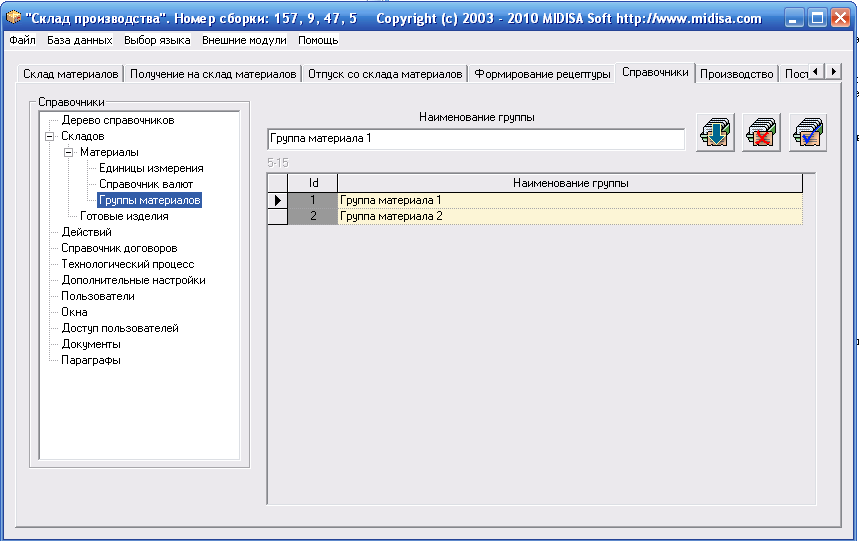 "Склад производства". Номер сборки: 157, 9, 47, 5 Copyright (c) 2003 - 2010 MIDISA Soft http://www.midisa.com
Файл База данных Выбор языка Внешние модули Помощь
Склад материалов Получение на склад материалов Отпуск со склада материалов Формирование рецептуры Справочники Производство Пост
Справочники
Дерево справочников
Складов
Материалы
Единицы измерения
Справочник валют
Группы материалов
Готовые изделия
Действий
Справочник договоров
Технологический процесс
Дополнительные настройки
Пользователи
Окна
Доступ пользователей
Документы
Параграфы
Наименование группы
Группа материала 1
5-15
Id Наименование группы
1 Группа материала 1
2 Группа материала 2